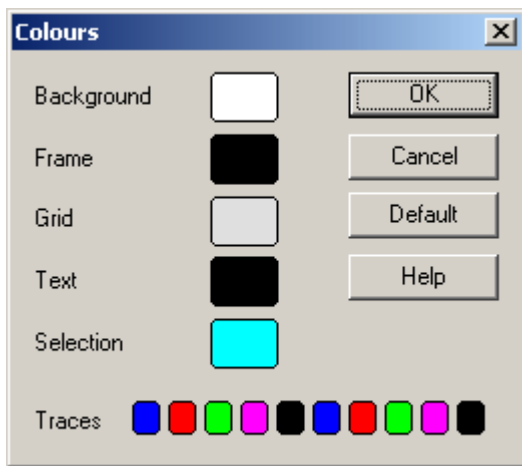 Colours
Background
OK
Frame
Cancel
Grid
Default
Text
Help
Selection
Traces